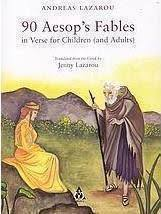 ANDREAS LAZAROU
90 Aesop's Fables
in Verse for Children (and Adults)
Translated from the Greek by
Jenny Lazarou